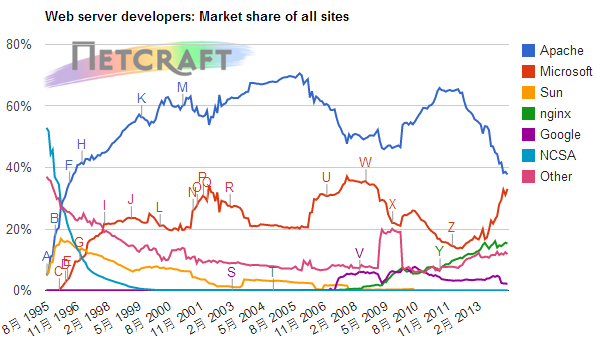 Web server developers: Market share of all sites
NETCRAFT
80%
60%
40%
20%
0%
Apache
Microsoft
Sun
nginx
Google
NCSA
Other
A
B
C
D
E
F
G
H
I
J
K
L
M
N
O
P
Q
R
S
T
U
V
W
X
Y
Z
8月 1995
5月 1996
2月 1998
11月 1999
8月 2000
5月 2001
2月 2003
11月 2004
8月 2005
5月 2006
2月 2008
11月 2009
8月 2010
5月 2011
2月 2013